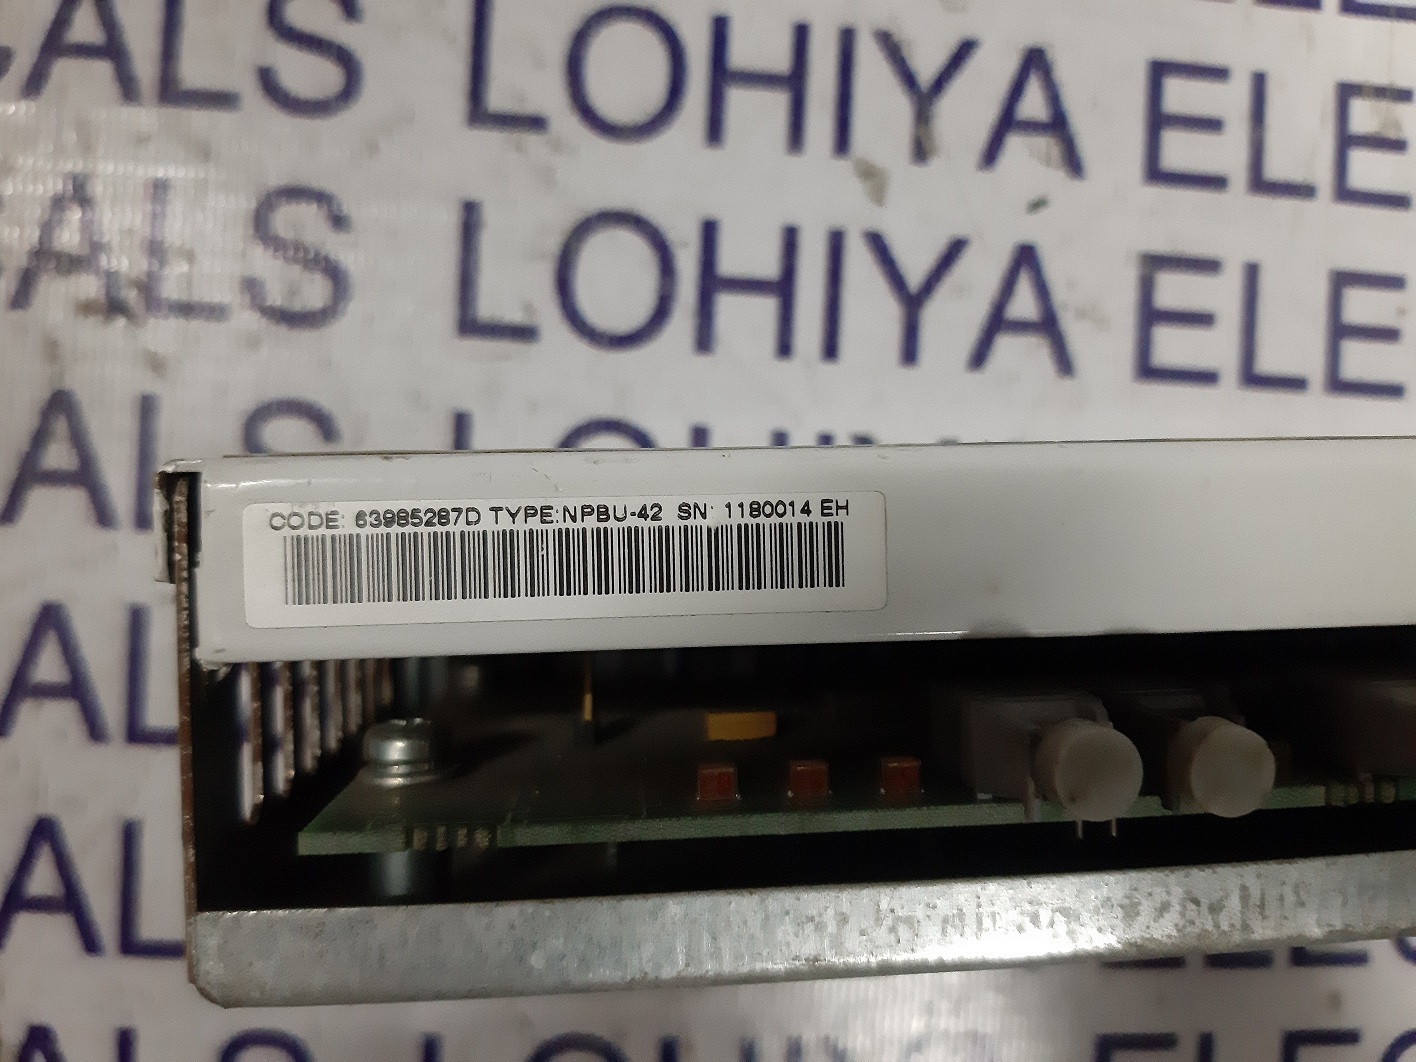 ALS LOHIYA ELE
ALS LOHIYA ELE
CODE: 63985287D TYPE:NPBU-42 SN: 1180014 EH